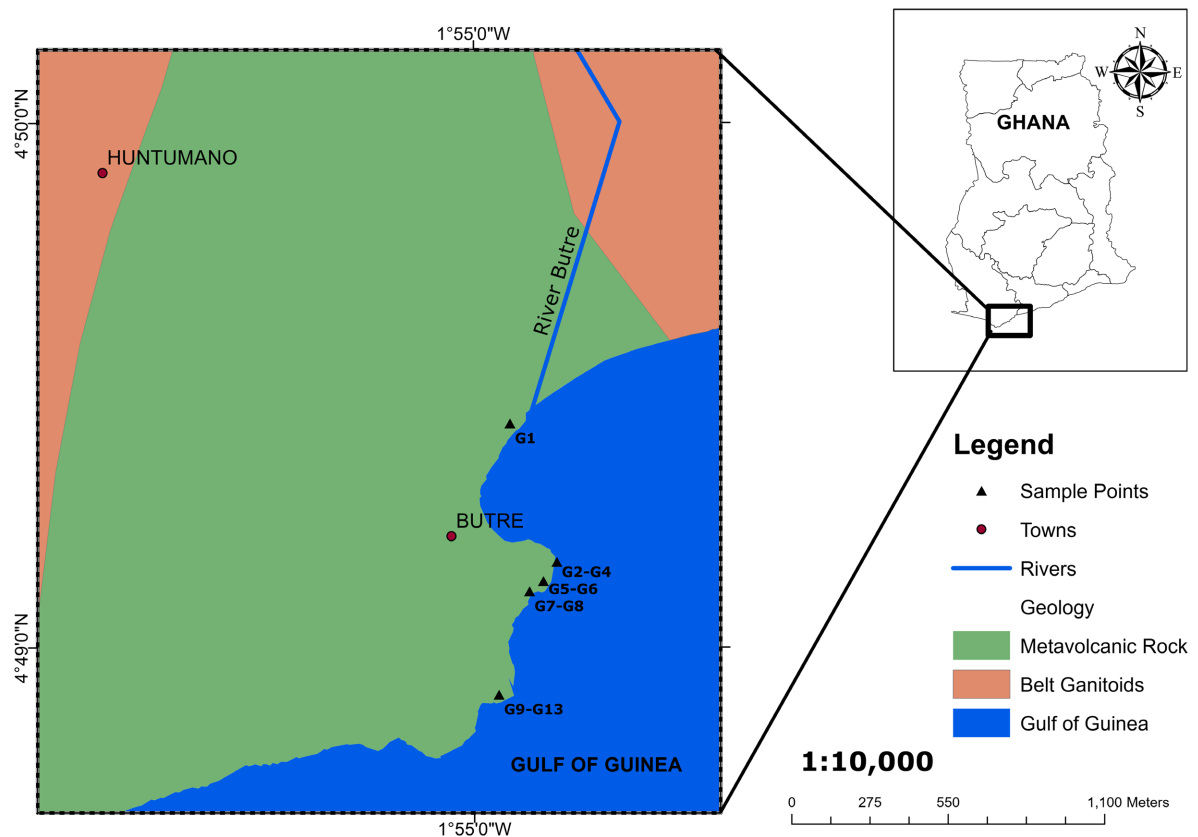 1°55'0"W
4°50'0"N
HUNTUMANO
River Butre
G1
BUTRE
G2-G4
G5-G6
G7-G8
4°49'0"N
G9-G13
GULF OF GUINEA
1°55'0"W
N
W E
S
GHANA
Legend
Sample Points
Towns
Rivers
Geology
Metavolcanic Rock
Belt Ganitoids
Gulf of Guinea
1:10,000
0 275 550 1,100 Meters